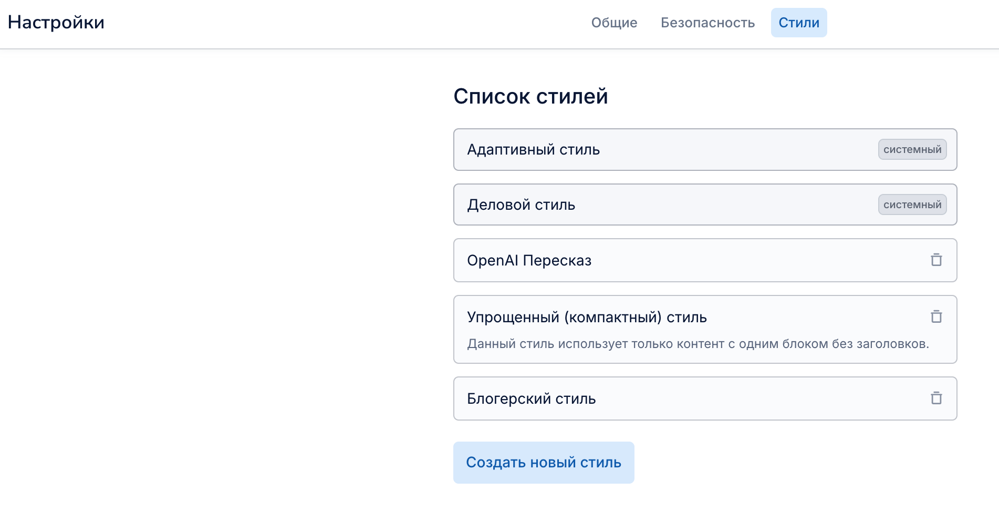 Настройки
Общие
Безопасность
Стили
Список стилей
Адаптивный стиль
системный
Деловой стиль
системный
OpenAI Пересказ
Упрощенный (компактный) стиль
Данный стиль использует только контент с одним блоком без заголовков.
Блогерский стиль
Создать новый стиль